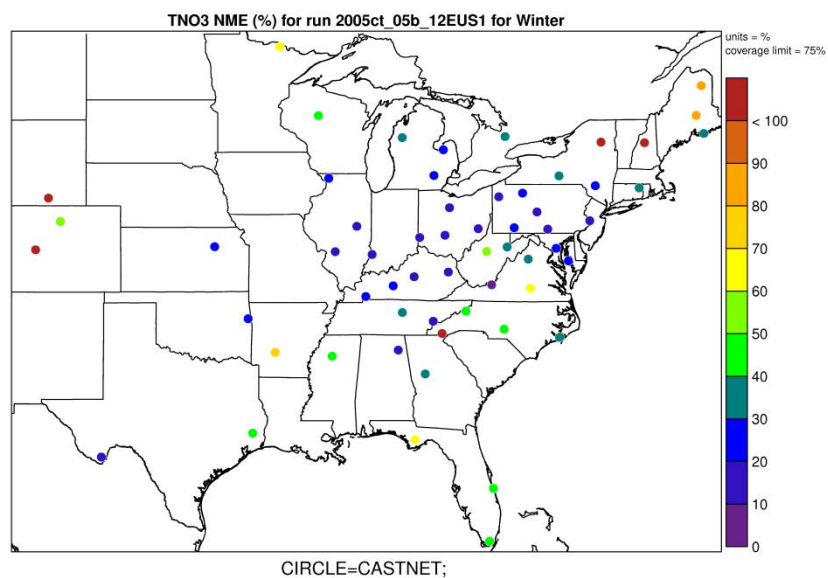 TNO3 NME (%) for run 2005ct_05b_12EUS1 for Winter
units = %
coverage limit = 75%
< 100
90
80
70
60
50
40
30
20
10
0
CIRCLE=CASTNET;